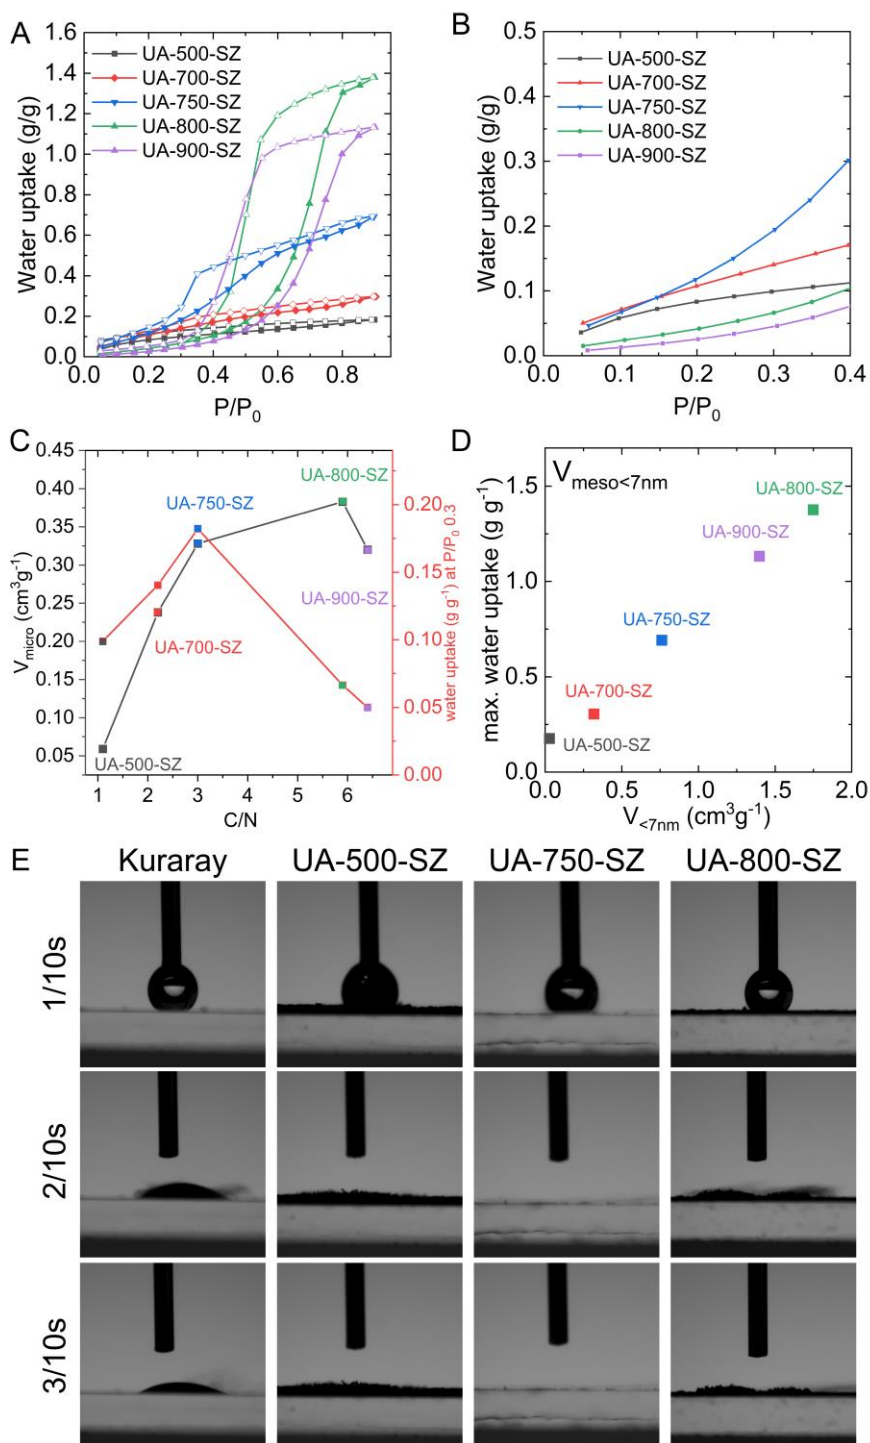 A
UA-500-SZ
UA-700-SZ
UA-750-SZ
UA-800-SZ
UA-900-SZ
Water uptake (g/g)
1.6
1.4
1.2
1.0
0.8
0.6
0.4
0.2
0.0
0.0 0.2 0.4 0.6 0.8
P/P0
B
UA-500-SZ
UA-700-SZ
UA-750-SZ
UA-800-SZ
UA-900-SZ
Water uptake (g/g)
0.5
0.4
0.3
0.2
0.1
0.0
0.0 0.1 0.2 0.3 0.4
P/P0
C
Vmicro (cm3g-1)
0.45
0.40
0.35
0.30
0.25
0.20
0.15
0.10
0.05
UA-800-SZ
UA-750-SZ
UA-900-SZ
UA-700-SZ
UA-500-SZ
0.20
0.15
0.10
0.05
0.00
water uptake (g g-1) at P/P0 0.3
1 2 3 4 5 6
C/N
D
Vmeso<7nm
max. water uptake (g g-1)
1.5
1.0
0.5
0.0
UA-800-SZ
UA-900-SZ
UA-750-SZ
UA-700-SZ
UA-500-SZ
0.0 0.5 1.0 1.5 2.0
V<7nm (cm3g-1)
E
Kuraray UA-500-SZ UA-750-SZ UA-800-SZ
1/10s
2/10s
3/10s